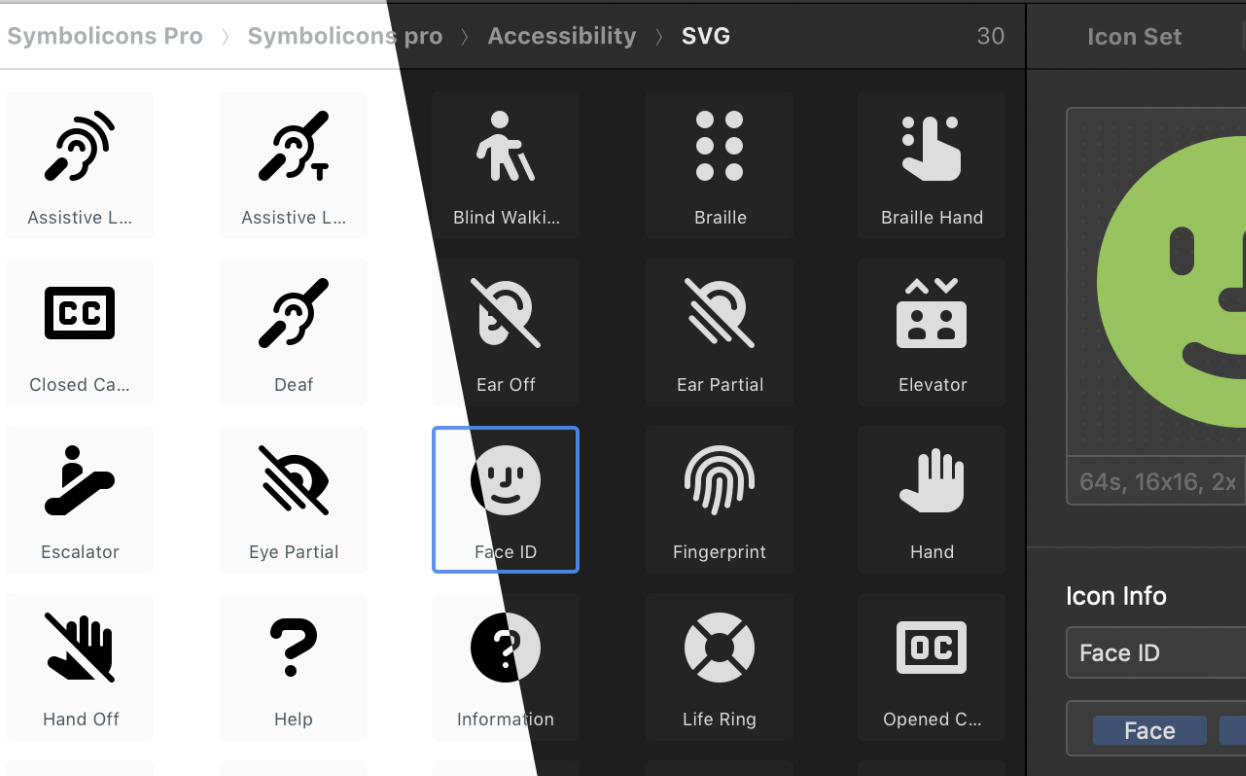 Symbolicons Pro 〉 Symbolicons pro 〉 Accessibility 〉 SVG 30 Icon Set
Assistive L... Assistive L... Blind Walki... Braille Braille Hand
CC
Closed Ca... Deaf Ear Off Ear Partial Elevator
64s, 16x16, 2x
Escalator Eye Partial Face ID Fingerprint Hand
Icon Info
Face ID
? ? OC
Hand Off Help Information Life Ring Opened C...
Face